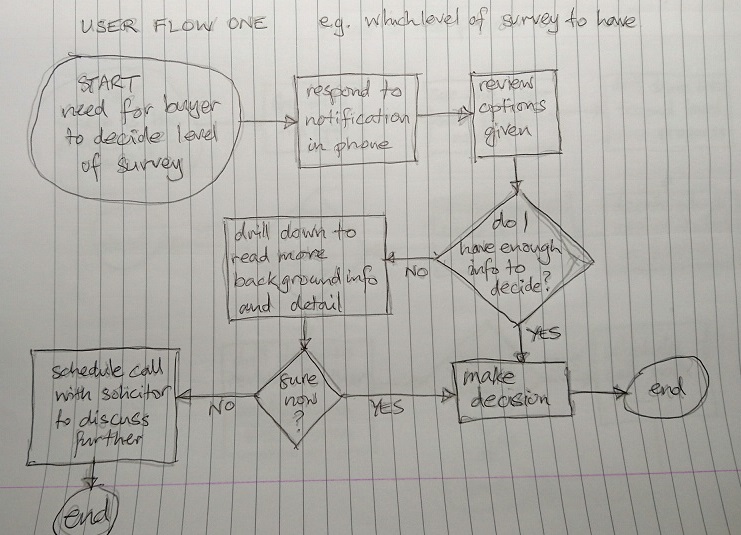 USER FLOW ONE e.g. which level of survey to have
START
need for buyer
to decide level
of survey
respond to
notification
in phone
review
options
given
do I
have enough
info to
decide?
NO
YES
drill down to
read more
background info
and detail
sure
now
?
NO
YES
make
decision
end
schedule call
with solicitor
to discuss
further
end